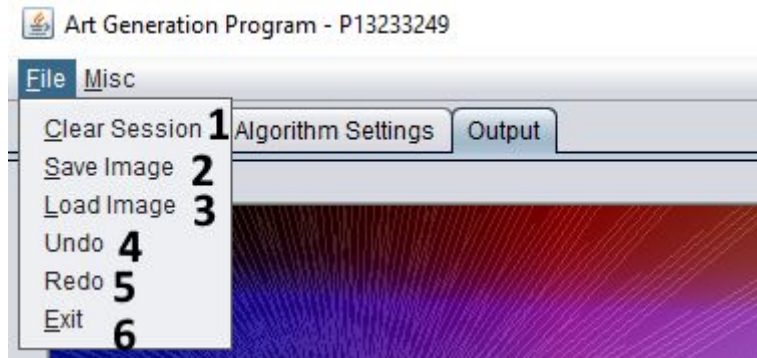 Art Generation Program - P13233249
File Misc
Clear Session 1 Algorithm Settings Output
Save Image 2
Load Image 3
Undo 4
Redo 5
Exit 6